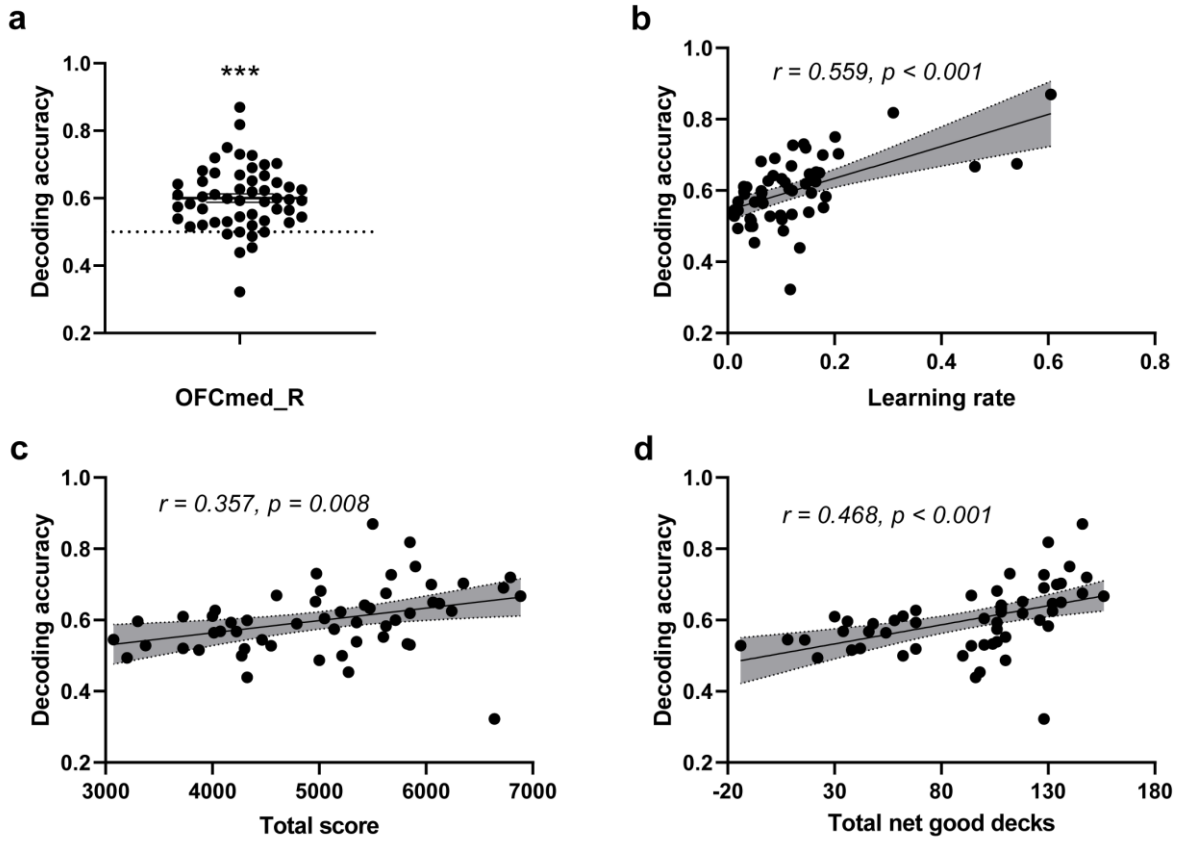 a
***
Decoding accuracy
1.0
0.8
0.6
0.4
0.2
OFCmed_R
b
r = 0.559, p < 0.001
Decoding accuracy
1.0
0.8
0.6
0.4
0.2
0.0 0.2 0.4 0.6 0.8
Learning rate
c
r = 0.357, p = 0.008
Decoding accuracy
1.0
0.8
0.6
0.4
0.2
3000 4000 5000 6000 7000
Total score
d
r = 0.468, p < 0.001
Decoding accuracy
1.0
0.8
0.6
0.4
0.2
-20 30 80 130 180
Total net good decks